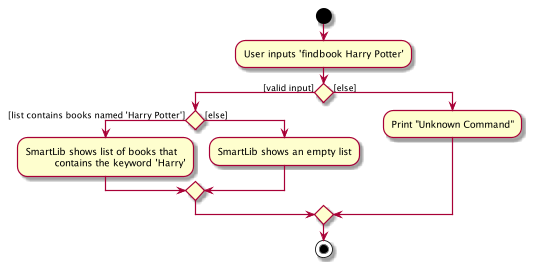 User inputs 'findbook Harry Potter'
[valid input]
[else]
[list contains books named 'Harry Potter']
[else]
Print "Unknown Command"
SmartLib shows list of books that
contains the keyword 'Harry'
SmartLib shows an empty list